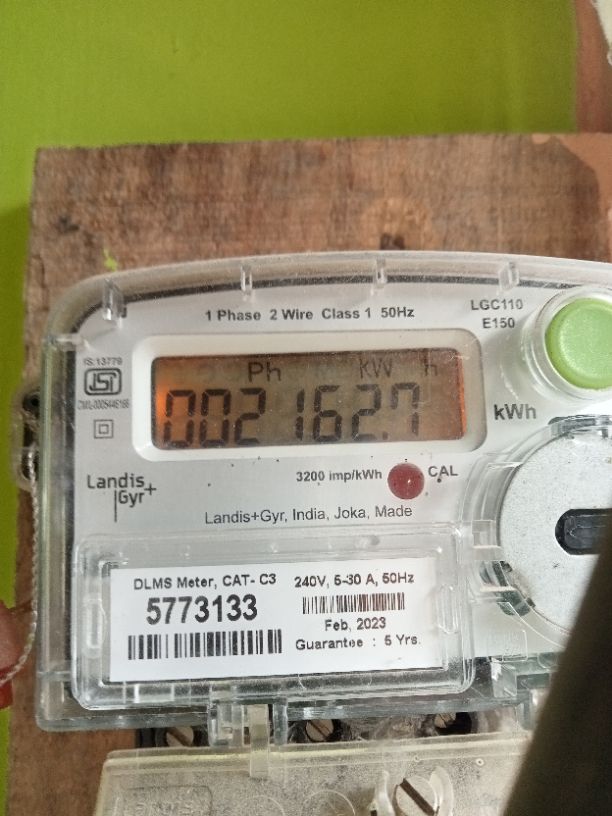 1 Phase 2 Wire Class 1 50Hz
LGC110
E150
IS:13779
ISI
Ph kW h
002162.7
kWh
Landis
Gyr+
3200 imp/kWh
CAL
Landis+Gyr, India, Joka, Made
DLMS Meter, CAT- C3
240V, 5-30 A, 50Hz
5773133
Feb, 2023
Guarantee : 5 Yrs.